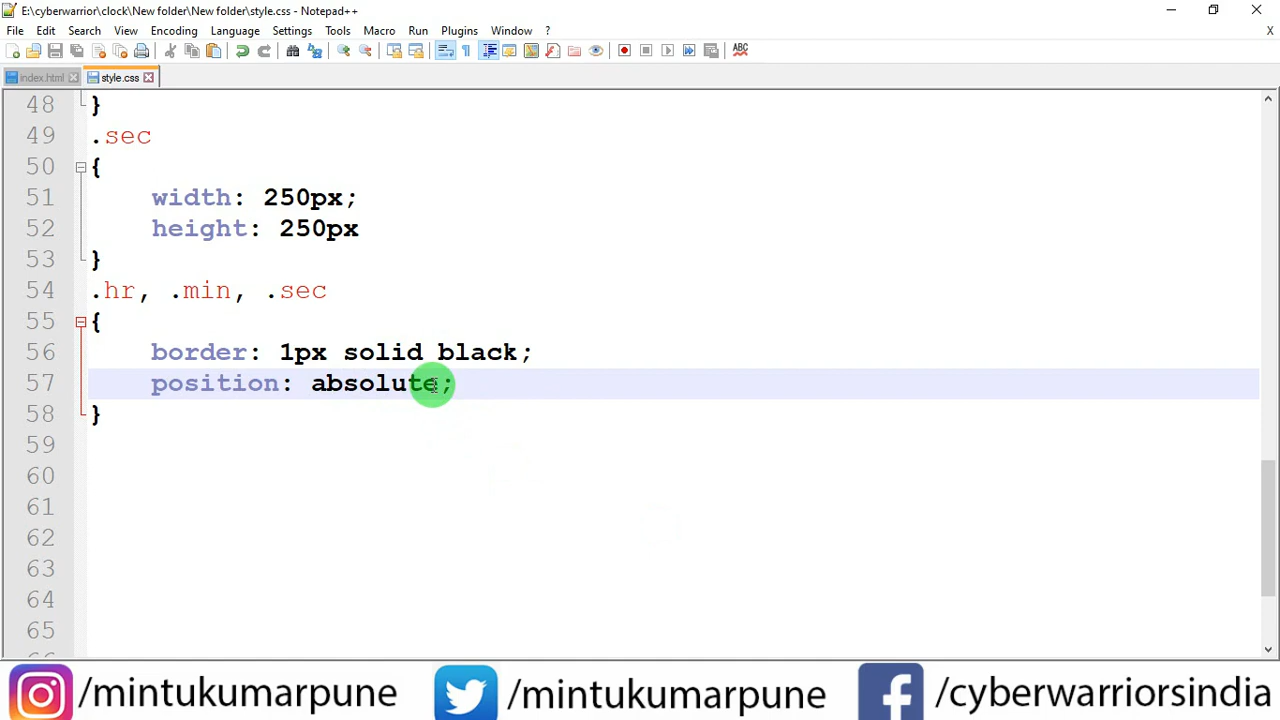 E:\cyberwarrior\clock\New folder\New folder\style.css - Notepad++
File Edit Search View Encoding Language Settings Tools Macro Run Plugins Window ? X
ABC
index.html style.css
48 }
49 .sec
50 {
51 width: 250px;
52 height: 250px
53 }
54 .hr, .min, .sec
55 {
56 border: 1px solid black;
57 position: absolute;
58 }
59
60
61
62
63
64
65
/mintukumarpune /mintukumarpune /cyberwarriorsindia